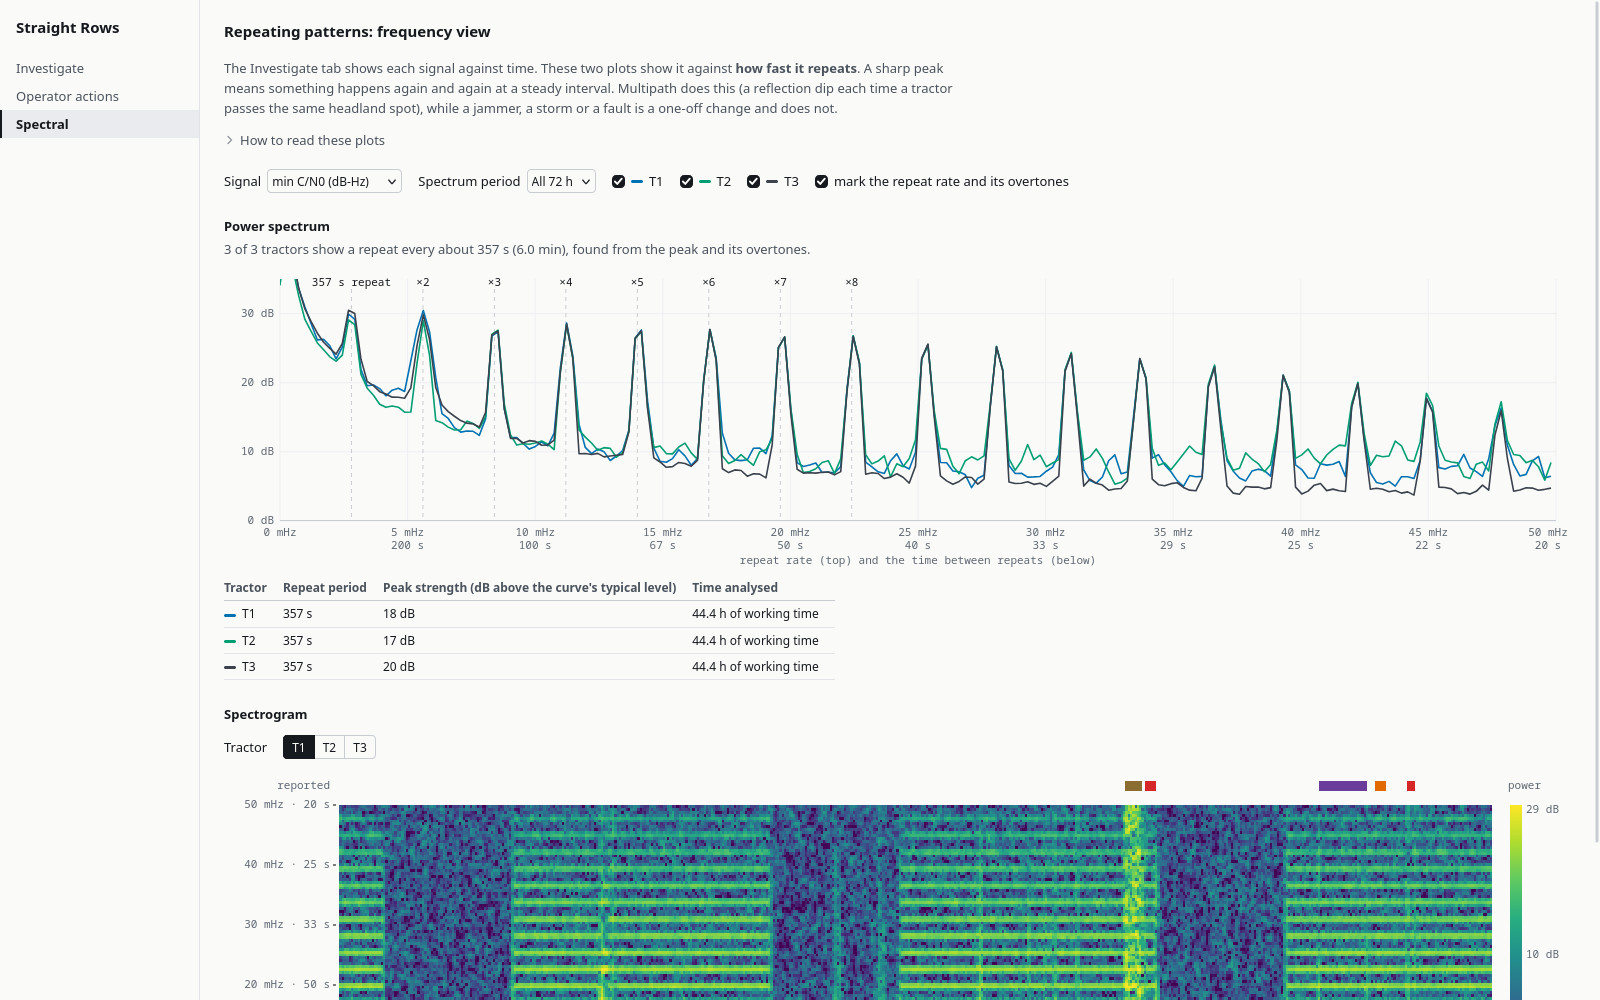 Straight Rows
Investigate
Operator actions
Spectral
Repeating patterns: frequency view
The Investigate tab shows each signal against time. These two plots show it against how fast it repeats. A sharp peak
means something happens again and again at a steady interval. Multipath does this (a reflection dip each time a tractor
passes the same headland spot), while a jammer, a storm or a fault is a one-off change and does not.
How to read these plots
Signal min C/N0 (dB-Hz) Spectrum period All 72 h T1 T2 T3 mark the repeat rate and its overtones
Power spectrum
3 of 3 tractors show a repeat every about 357 s (6.0 min), found from the peak and its overtones.
357 s repeat ×2 ×3 ×4 ×5 ×6 ×7 ×8
30 dB
20 dB
10 dB
0 dB
0 mHz 5 mHz 10 mHz 15 mHz 20 mHz 25 mHz 30 mHz 35 mHz 40 mHz 45 mHz 50 mHz
200 s 100 s 67 s 50 s 40 s 33 s 29 s 25 s 22 s 20 s
repeat rate (top) and the time between repeats (below)
Tractor Repeat period Peak strength (dB above the curve's typical level) Time analysed
T1 357 s 18 dB 44.4 h of working time
T2 357 s 17 dB 44.4 h of working time
T3 357 s 20 dB 44.4 h of working time
Spectrogram
Tractor T1 T2 T3
reported power
50 mHz · 20 s 29 dB
40 mHz · 25 s
30 mHz · 33 s
10 dB
20 mHz · 50 s